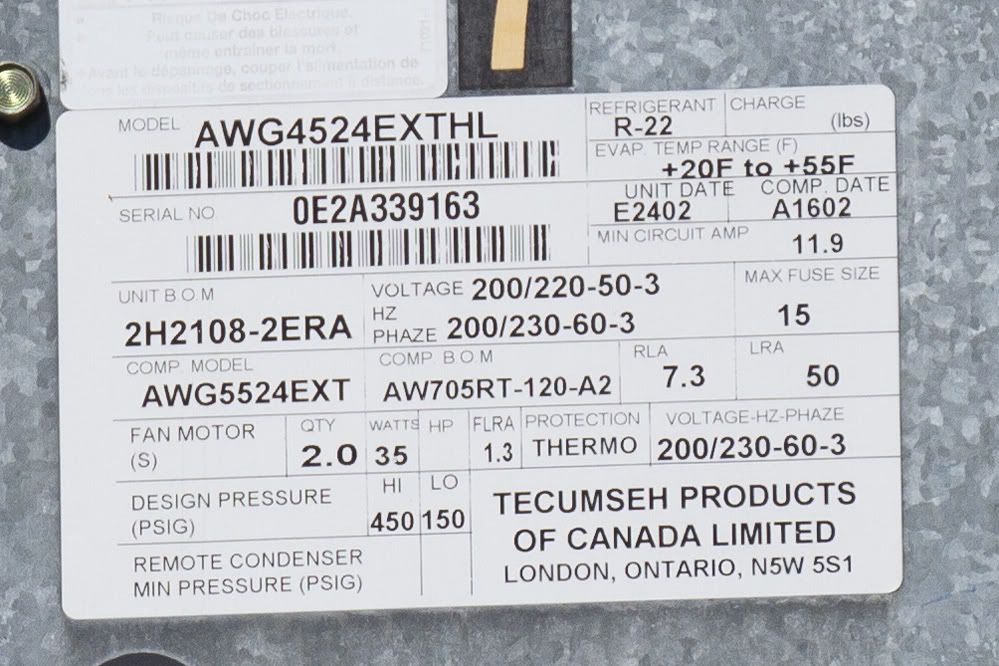 Risque De Choc Électrique.
Peut causer des blessures et
même entraîner la mort.
•Avant le dépannage, couper l'alimentation de
tous les dispositifs de sectionnement à distance.
MODEL AWG4524EXTHL
REFRIGERANT CHARGE
R-22 (lbs)
EVAP. TEMP RANGE (F)
+20F to +55F
SERIAL NO. 0E2A339163
UNIT DATE COMP. DATE
E2402 A1602
MIN CIRCUIT AMP 11.9
UNIT B.O.M
2H2108-2ERA
VOLTAGE 200/220-50-3
HZ
PHAZE 200/230-60-3
MAX FUSE SIZE
15
COMP. MODEL
AWG5524EXT
COMP. B.O.M
AW705RT-120-A2
RLA
7.3
LRA
50
FAN MOTOR
(S)
QTY
2.0
WATTS
35
HP
FLRA
1.3
PROTECTION
THERMO
VOLTAGE-HZ-PHAZE
200/230-60-3
DESIGN PRESSURE
(PSIG)
HI LO
450 150
REMOTE CONDENSER
MIN PRESSURE (PSIG)
TECUMSEH PRODUCTS
OF CANADA LIMITED
LONDON, ONTARIO, N5W 5S1